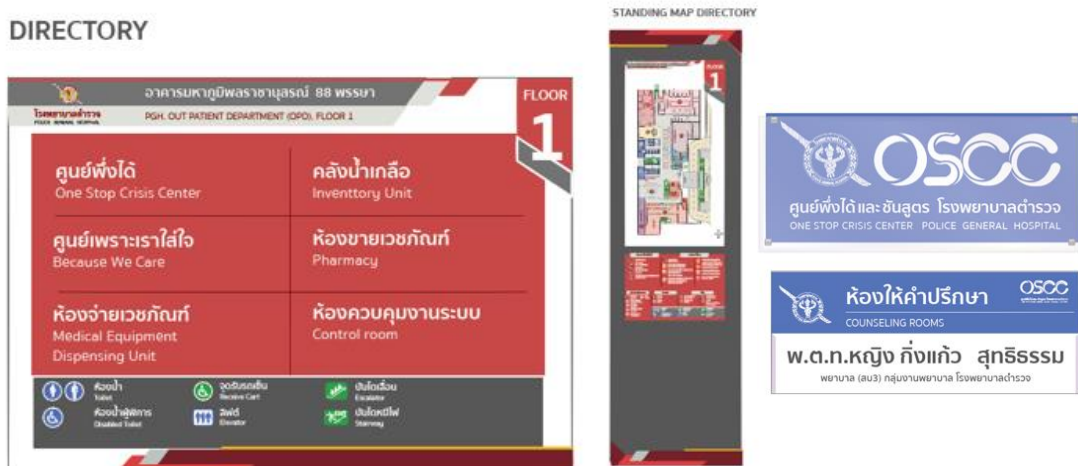 DIRECTORY
อาคารมหาภูมิพลราชานุสรณ์ 88 พรรษา
โรงพยาบาลตำรวจ
POLICE GENERAL HOSPITAL
PGH. OUT PATIENT DEPARTMENT (OPD), FLOOR 1
FLOOR
1
ศูนย์พึ่งได้
One Stop Crisis Center
คลังน้ำเกลือ
Inventtory Unit
ศูนย์เพราะเราใส่ใจ
Because We Care
ห้องขายเวชภัณฑ์
Pharmacy
ห้องจ่ายเวชภัณฑ์
Medical Equipment
Dispensing Unit
ห้องควบคุมงานระบบ
Control room
ห้องน้ำ
Toilet
จุดรับรถเข็น
Receive Cart
บันไดเลื่อน
Escalator
ห้องน้ำผู้พิการ
Disabled Toilet
ลิฟต์
Elevator
บันไดหนีไฟ
Stairway
STANDING MAP DIRECTORY
FLOOR
1
OSCC
ศูนย์พึ่งได้และชันสูตร โรงพยาบาลตำรวจ
ONE STOP CRISIS CENTER POLICE GENERAL HOSPITAL
ห้องให้คำปรึกษา
COUNSELING ROOMS
OSCC
พ.ต.ท.หญิง กิ่งแก้ว สุทธิธรรม
พยาบาล (สบ3) กลุ่มงานพยาบาล โรงพยาบาลตำรวจ